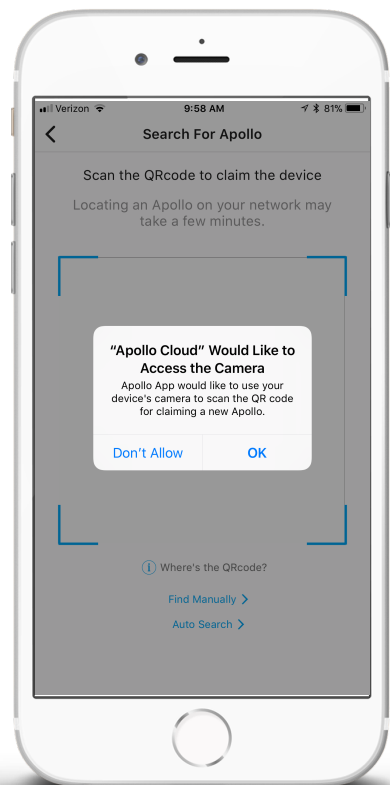 Verizon 9:58 AM 81%
Search For Apollo
Scan the QRcode to claim the device
Locating an Apollo on your network may
take a few minutes.
“Apollo Cloud” Would Like to
Access the Camera
Apollo App would like to use your
device's camera to scan the QR code
for claiming a new Apollo.
Don’t Allow OK
Where's the QRcode?
Find Manually
Auto Search